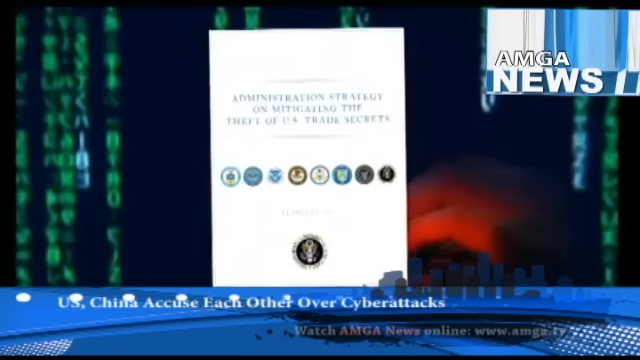 AMGA
NEWS
ADMINISTRATION STRATEGY
ON MITIGATING THE
THEFT OF U.S. TRADE SECRETS
FEBRUARY
US, China Accuse Each Other Over Cyberattacks
Watch AMGA News online: www.amga.tv